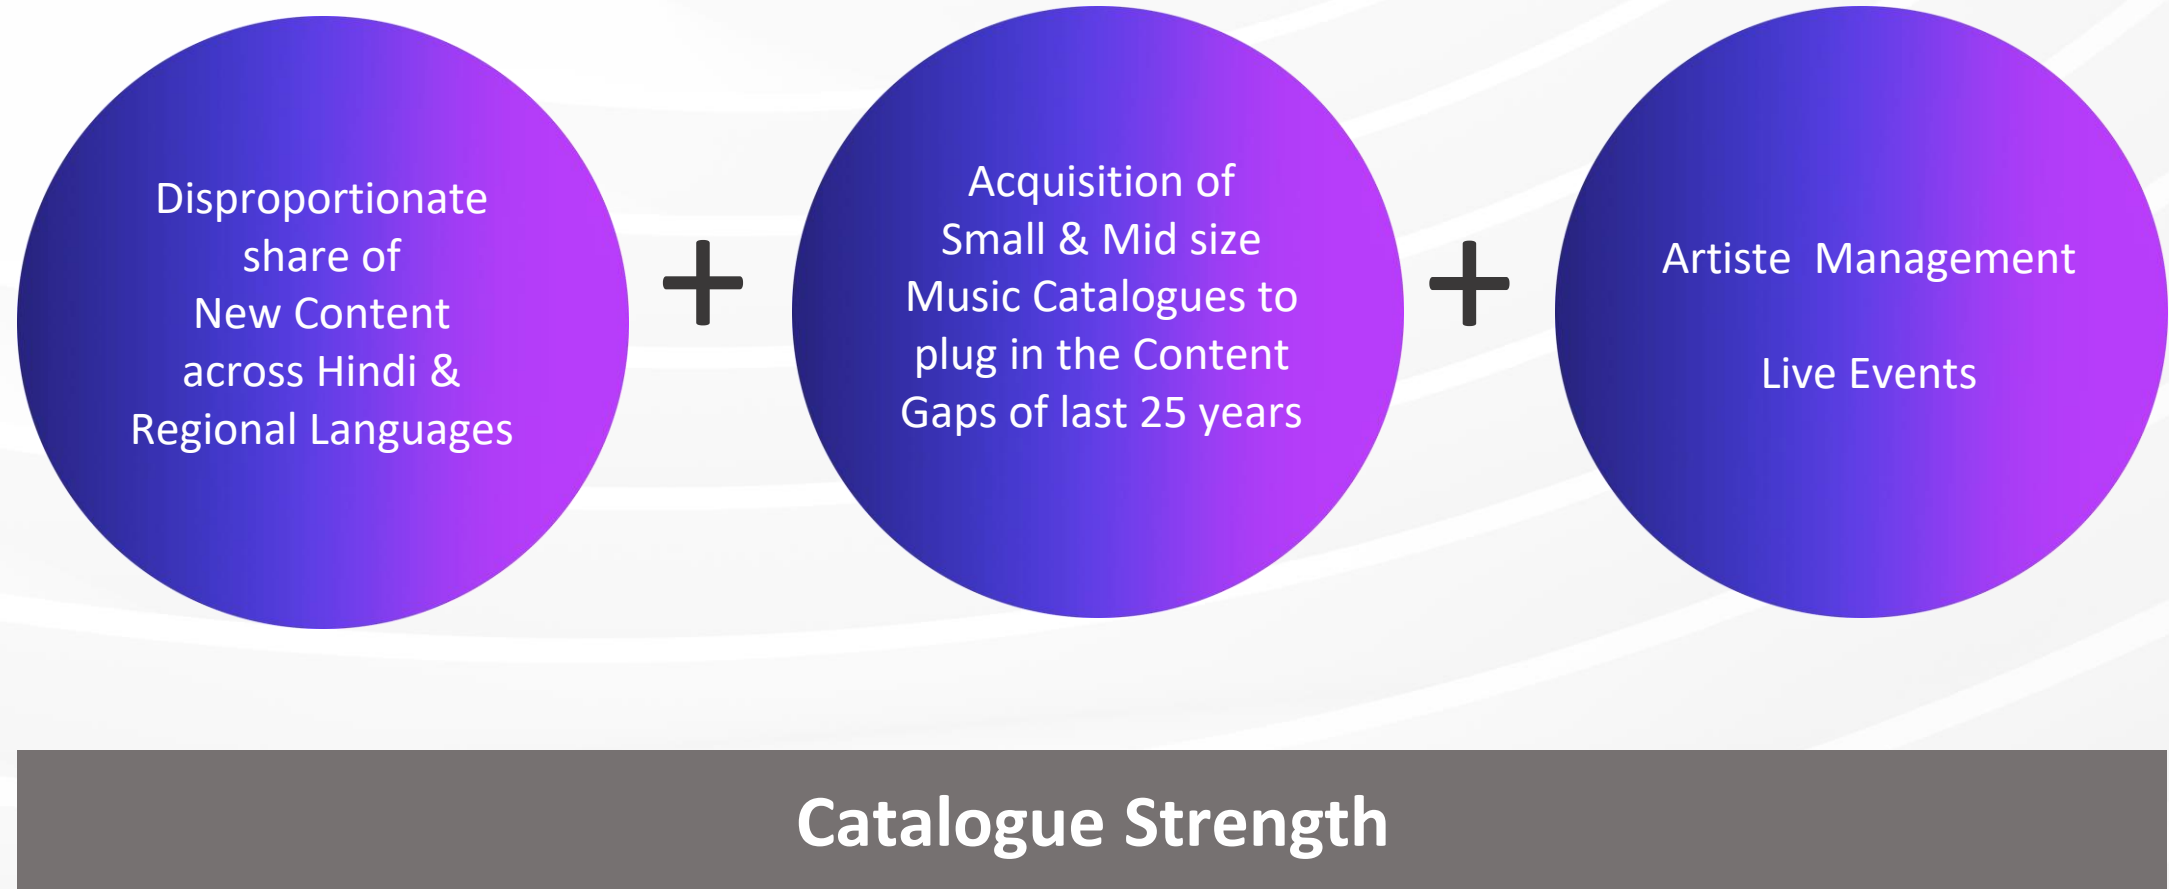 Disproportionate
share of
New Content
across Hindi &
Regional Languages
+
Acquisition of
Small & Mid size
Music Catalogues to
plug in the Content
Gaps of last 25 years
+
Artiste  Management
Live Events
Catalogue Strength